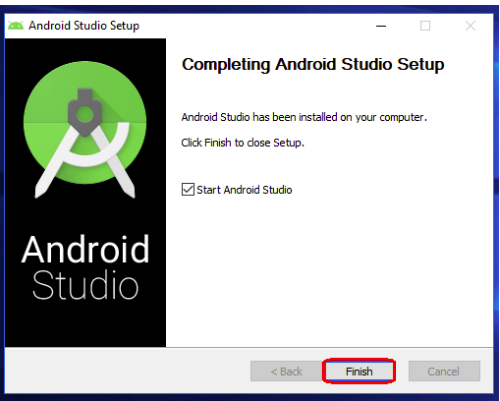 Android Studio Setup
Completing Android Studio Setup
Android Studio has been installed on your computer.
Click Finish to close Setup.
Start Android Studio
Android
Studio
< Back
Finish
Cancel